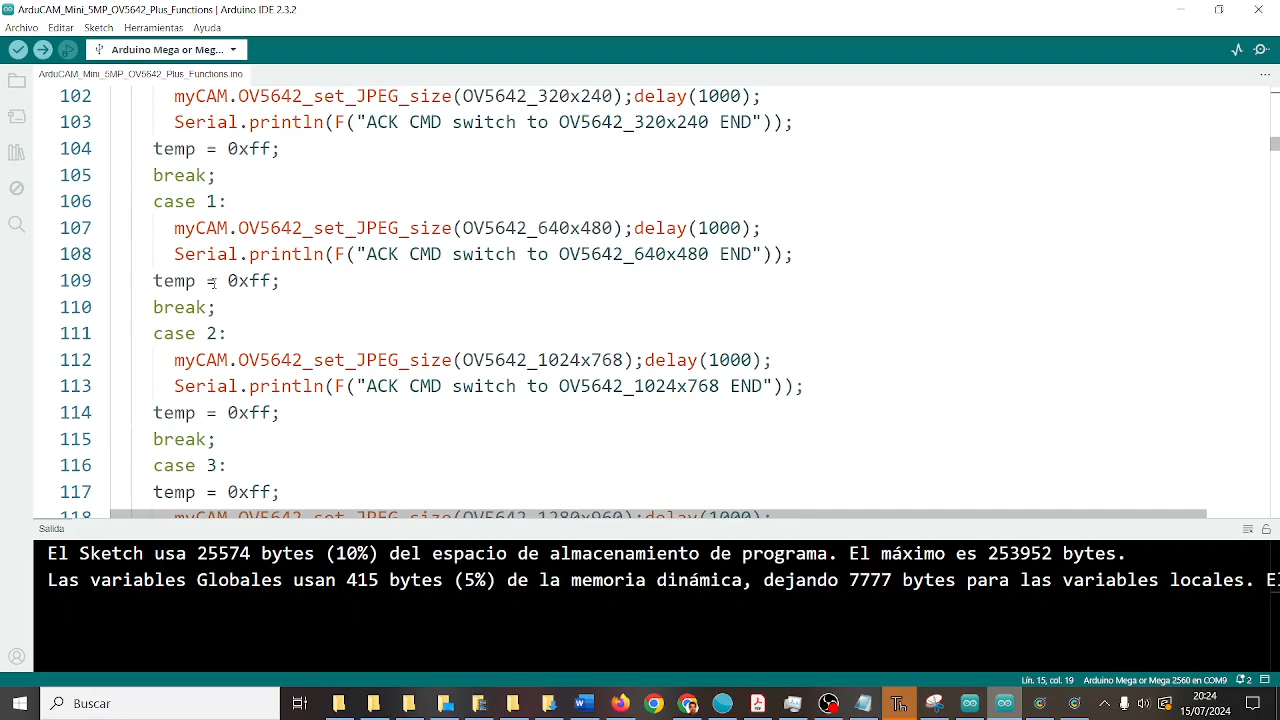 ArduCAM_Mini_5MP_OV5642_Plus_Functions | Arduino IDE 2.3.2
Archivo Editar Sketch Herramientas Ayuda
Arduino Mega or Meg...
ArduCAM_Mini_5MP_OV5642_Plus_Functions.ino
102 myCAM.OV5642_set_JPEG_size(OV5642_320x240);delay(1000);
103 Serial.println(F("ACK CMD switch to OV5642_320x240 END"));
104 temp = 0xff;
105 break;
106 case 1:
107 myCAM.OV5642_set_JPEG_size(OV5642_640x480);delay(1000);
108 Serial.println(F("ACK CMD switch to OV5642_640x480 END"));
109 temp = 0xff;
110 break;
111 case 2:
112 myCAM.OV5642_set_JPEG_size(OV5642_1024x768);delay(1000);
113 Serial.println(F("ACK CMD switch to OV5642_1024x768 END"));
114 temp = 0xff;
115 break;
116 case 3:
117 temp = 0xff;
118 myCAM.OV5642_set_JPEG_size(OV5642_1280x960);delay(1000);
Salida
El Sketch usa 25574 bytes (10%) del espacio de almacenamiento de programa. El máximo es 253952 bytes.
Las variables Globales usan 415 bytes (5%) de la memoria dinámica, dejando 7777 bytes para las variables locales. El
Lín. 15, col. 19 Arduino Mega or Mega 2560 en COM9 2
Buscar
20:24
15/07/2024